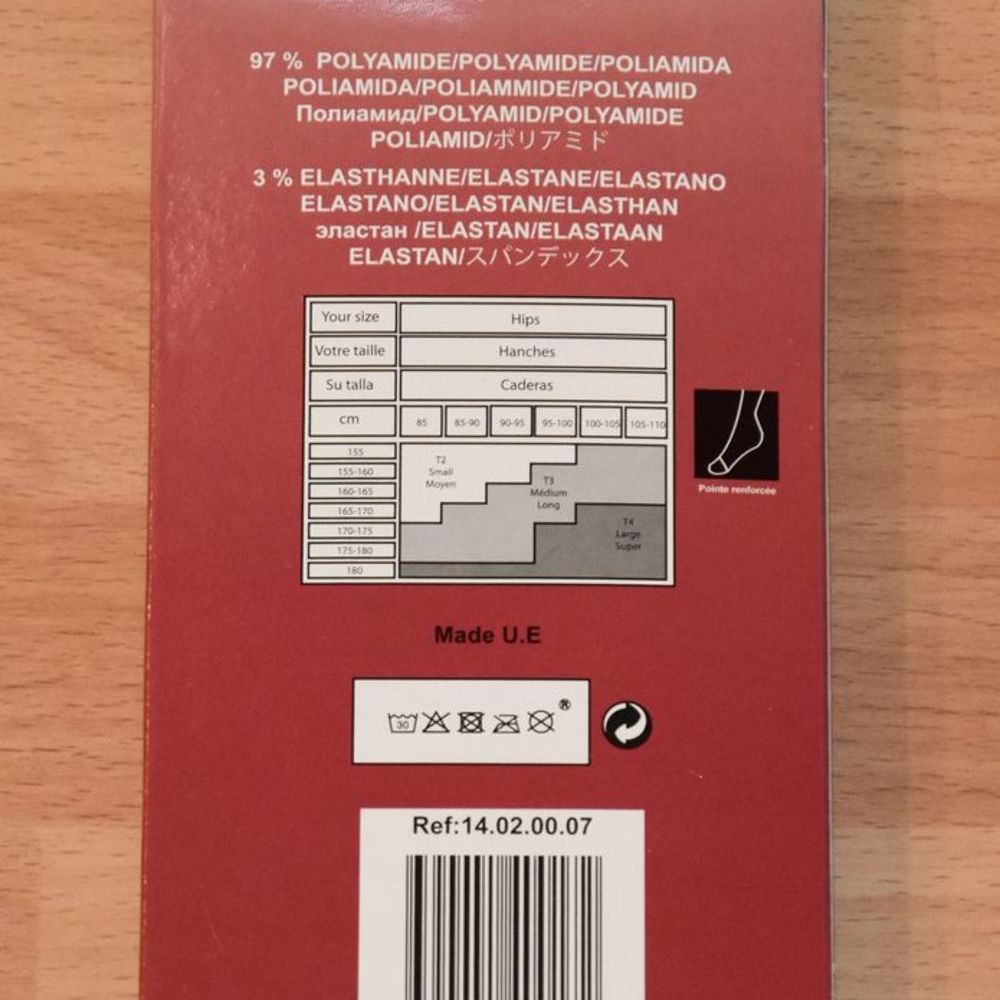 97 % POLYAMIDE/POLYAMIDE/POLIAMIDA
POLIAMIDA/POLIAMMIDE/POLYAMID
Полиамид/POLYAMID/POLYAMIDE
POLIAMID/ポリアミド
3 % ELASTHANNE/ELASTANE/ELASTANO
ELASTANO/ELASTAN/ELASTHAN
эластан /ELASTAN/ELASTAAN
ELASTAN/スパンデックス
Your size Hips
Votre taille Hanches
Su talla Caderas
cm 85 85-90 90-95 95-100 100-105 105-110
155
155-160
160-165
165-170
170-175
175-180
180
T2
Small
Moyen
T3
Médium
Long
T4
Large
Super
Pointe renforcée
Made U.E
30 ®
Ref:14.02.00.07